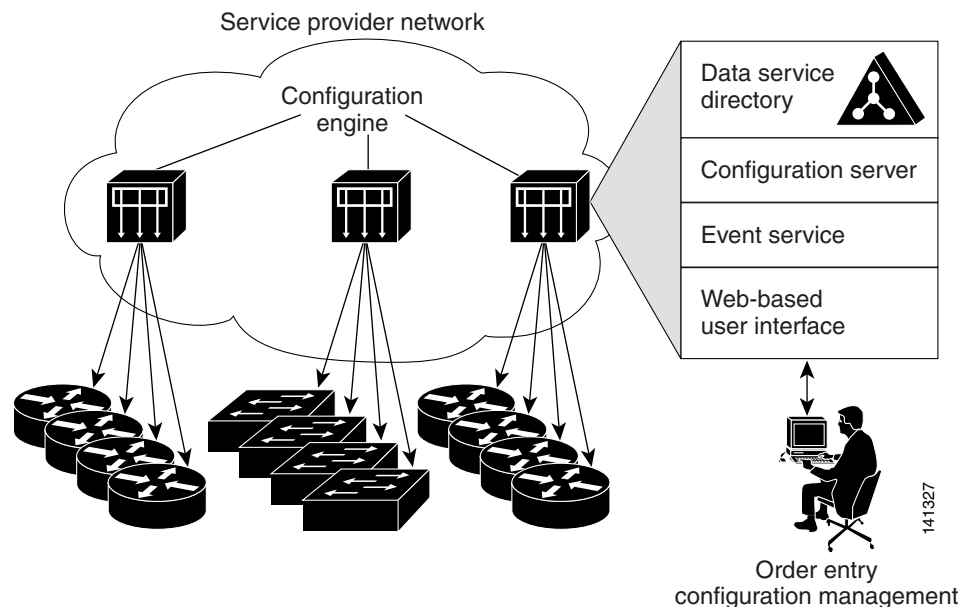 Service provider network
Configuration
engine
Data service
directory
Configuration server
Event service
Web-based
user interface
141327
Order entry
configuration management